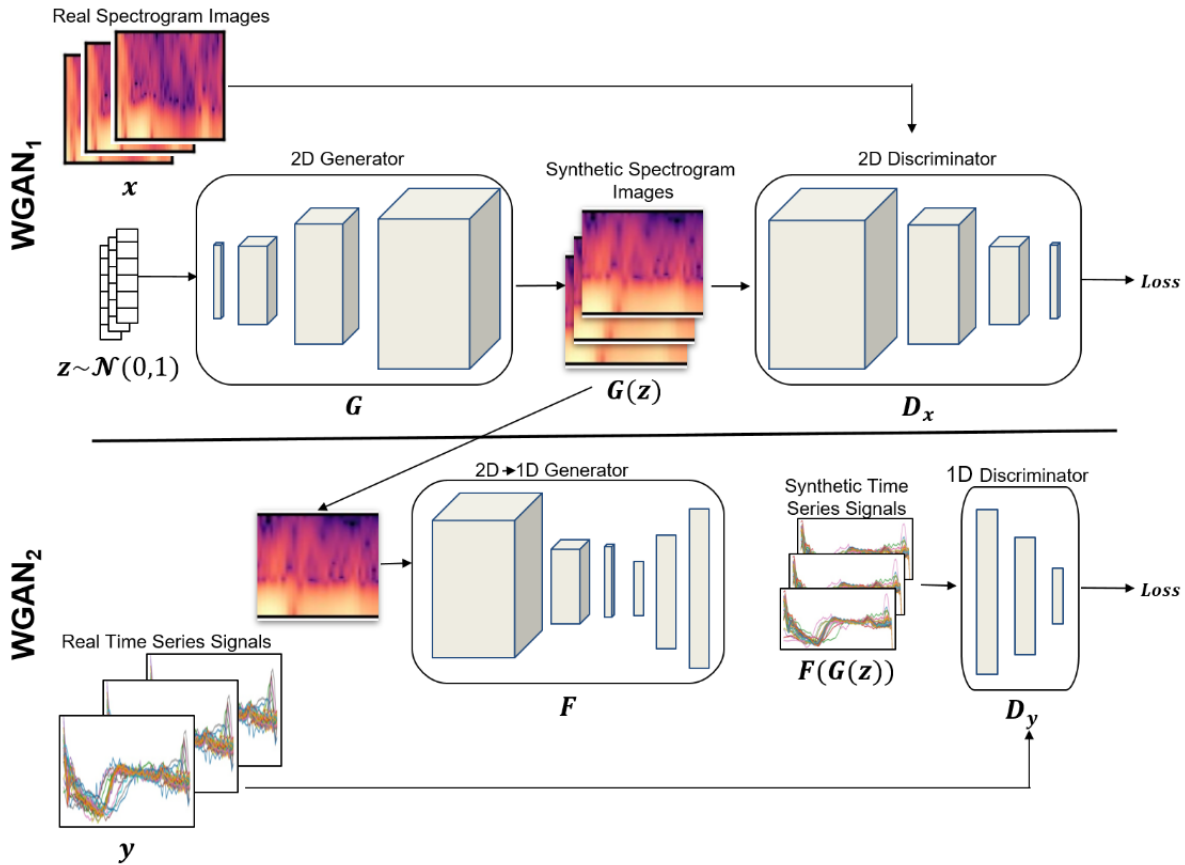 Real Spectrogram Images
WGAN₁
x
2D Generator
Synthetic Spectrogram
Images
2D Discriminator
Loss
z~𝒩(0,1)
G
G(z)
Dₓ
WGAN₂
2D→1D Generator
Synthetic Time
Series Signals
1D Discriminator
Loss
Real Time Series Signals
F
F(G(z))
D_y
y